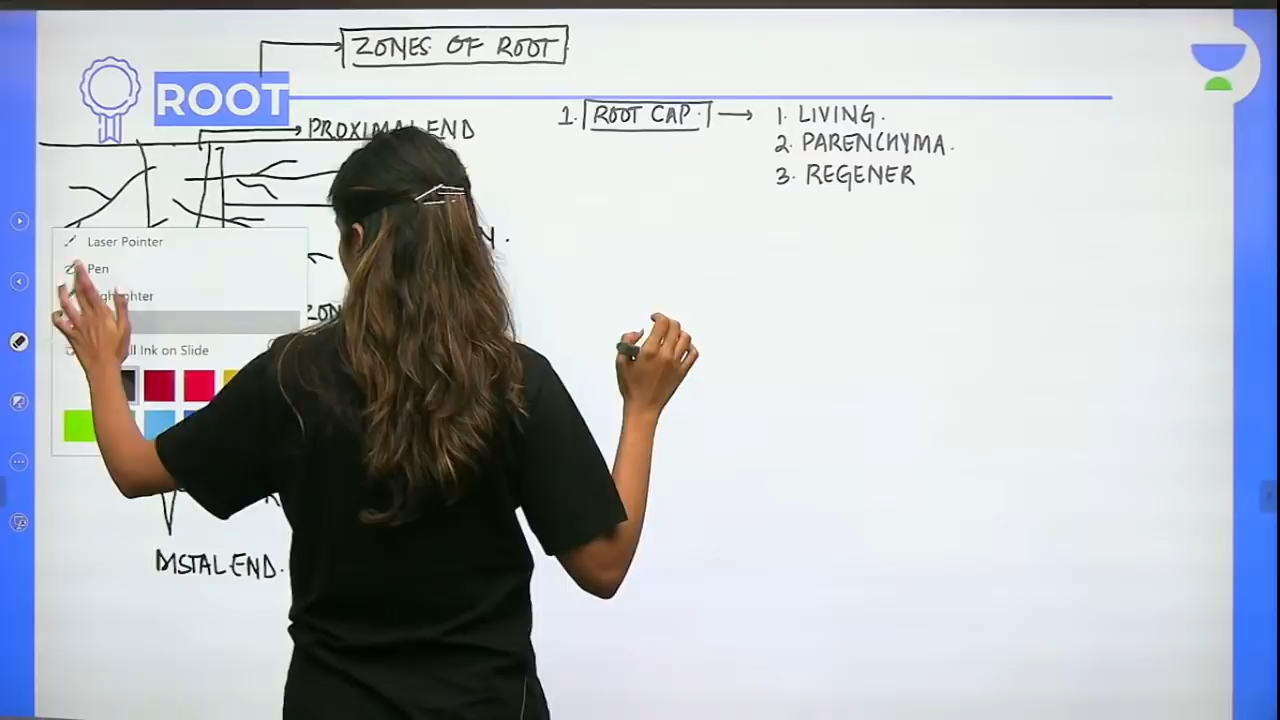 ZONES OF ROOT
ROOT
PROXIMAL END
1. ROOT CAP. → 1. LIVING.
2. PARENCHYMA.
3. REGENER
Laser Pointer
Pen
Ink on Slide
DISTAL END.